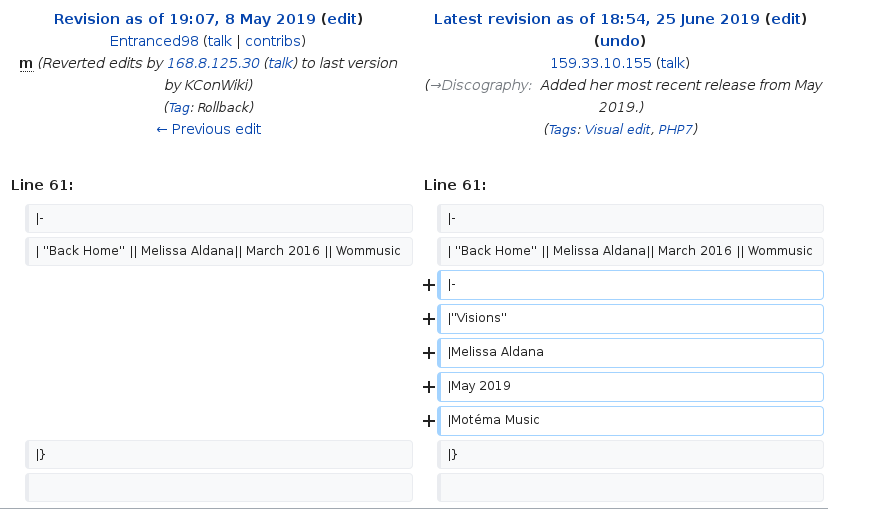 Revision as of 19:07, 8 May 2019 (edit)
Entranced98 (talk | contribs)
m (Reverted edits by 168.8.125.30 (talk) to last version
by KConWiki)
(Tag: Rollback)
← Previous edit
Latest revision as of 18:54, 25 June 2019 (edit)
(undo)
159.33.10.155 (talk)
(→Discography: Added her most recent release from May
2019.)
(Tags: Visual edit, PHP7)
Line 61:
Line 61:
|-
|-
| "Back Home" || Melissa Aldana|| March 2016 || Wommusic
| "Back Home" || Melissa Aldana|| March 2016 || Wommusic
+ |-
+ |"Visions"
+ |Melissa Aldana
+ |May 2019
+ |Motéma Music
|}
|}